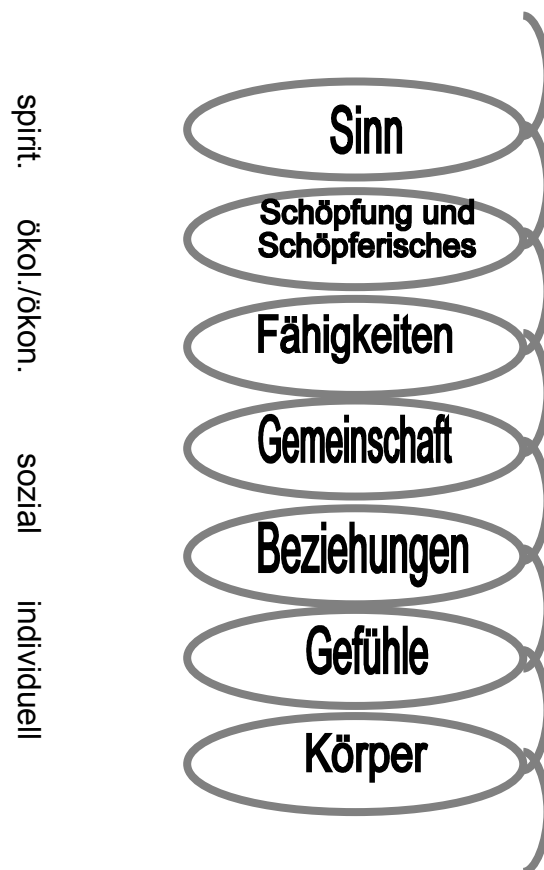 spirit. ökol./ökon. sozial individuell
Sinn
Schöpfung und
Schöpferisches
Fähigkeiten
Gemeinschaft
Beziehungen
Gefühle
Körper